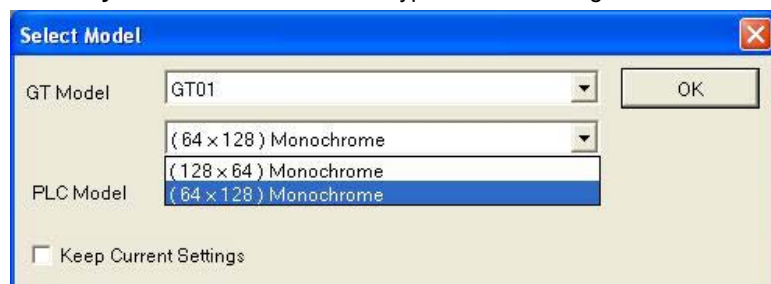 Select Model
GT Model GT01 OK
( 64 × 128 ) Monochrome
( 128 × 64 ) Monochrome
PLC Model ( 64 × 128 ) Monochrome
Keep Current Settings